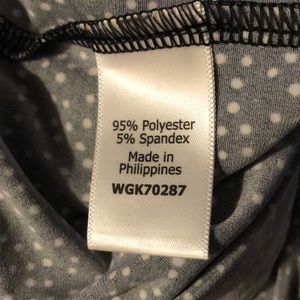 95% Polyester
5% Spandex
Made in
Philippines
WGK70287